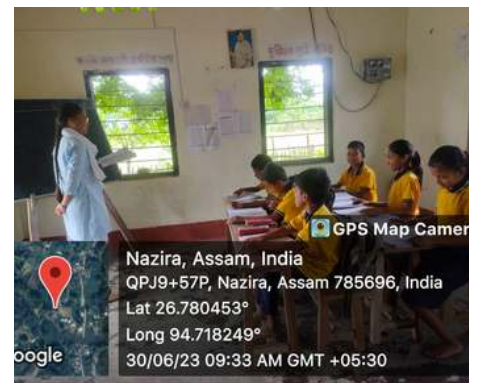 GPS Map Camer
Nazira, Assam, India
QPJ9+57P, Nazira, Assam 785696, India
Lat 26.780453°
Long 94.718249°
30/06/23 09:33 AM GMT +05:30
oogle